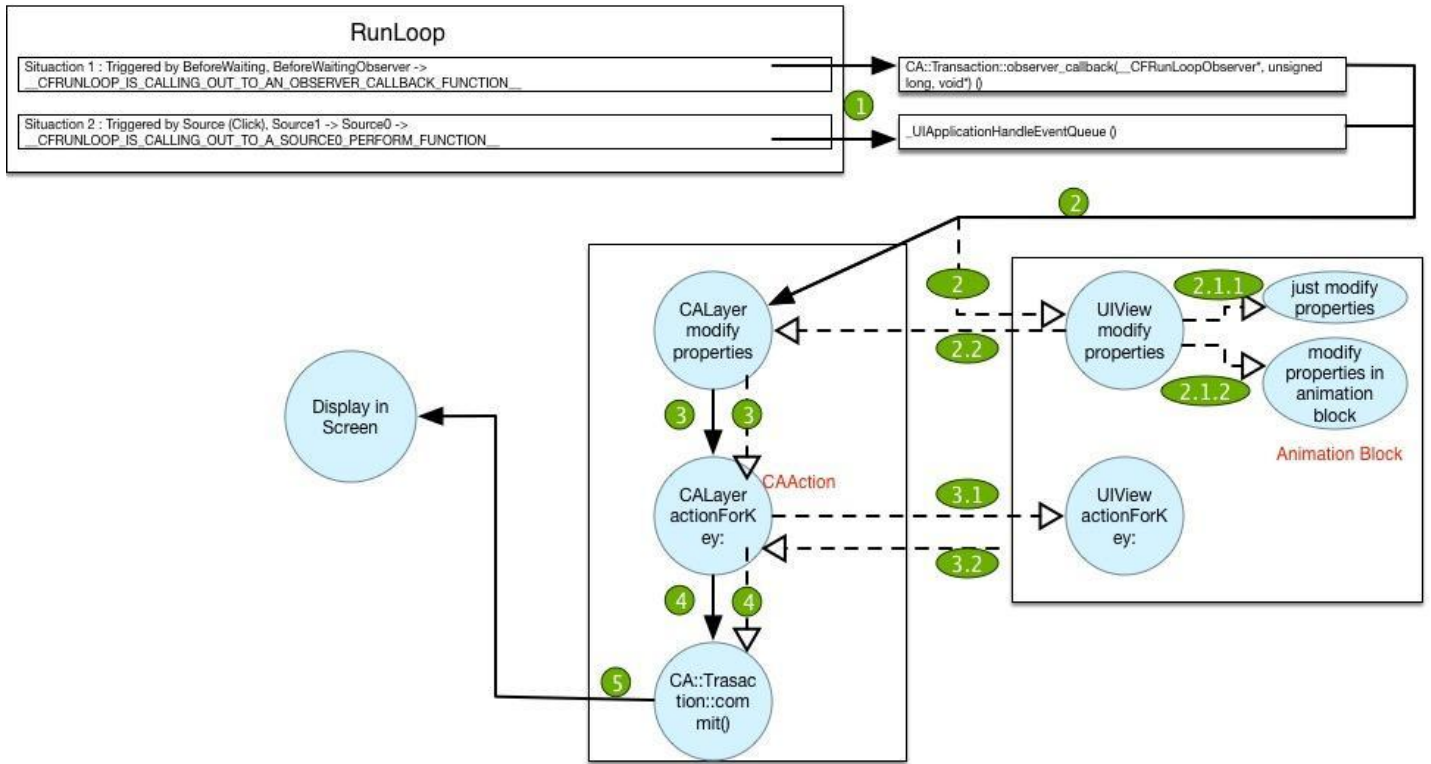 RunLoop
Situaction 1 : Triggered by BeforeWaiting, BeforeWaitingObserver ->
__CFRUNLOOP_IS_CALLING_OUT_TO_AN_OBSERVER_CALLBACK_FUNCTION__
CA::Transaction::observer_callback(__CFRunLoopObserver*, unsigned
long, void*) ()
1
Situaction 2 : Triggered by Source (Click), Source1 -> Source0 ->
__CFRUNLOOP_IS_CALLING_OUT_TO_A_SOURCE0_PERFORM_FUNCTION__
_UIApplicationHandleEventQueue ()
2
2
CALayer
modify
properties
2.2
UIView
modify
properties
2.1.1
just modify
properties
2.1.2
modify
properties in
animation
block
Animation Block
Display in
Screen
3
3
CAAction
CALayer
actionForK
ey:
3.1
3.2
UIView
actionForK
ey:
4
4
5
CA::Trasac
tion::com
mit()